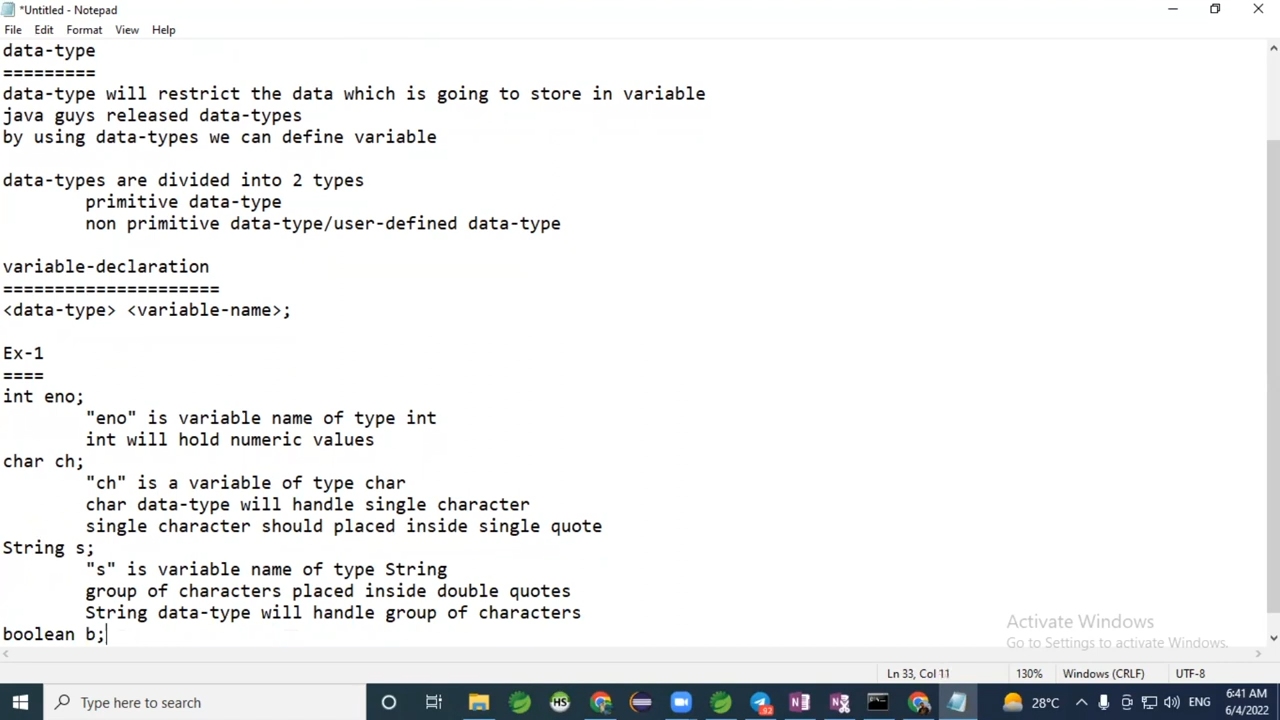 *Untitled - Notepad
File Edit Format View Help
data-type
=========
data-type will restrict the data which is going to store in variable
java guys released data-types
by using data-types we can define variable
data-types are divided into 2 types
primitive data-type
non primitive data-type/user-defined data-type
variable-declaration
=====================
<data-type> <variable-name>;
Ex-1
====
int eno;
"eno" is variable name of type int
int will hold numeric values
char ch;
"ch" is a variable of type char
char data-type will handle single character
single character should placed inside single quote
String s;
"s" is variable name of type String
group of characters placed inside double quotes
String data-type will handle group of characters
boolean b;
Activate Windows
Go to Settings to activate Windows.
Ln 33, Col 11 130% Windows (CRLF) UTF-8
Type here to search HS 92 28°C ENG 6:41 AM
6/4/2022